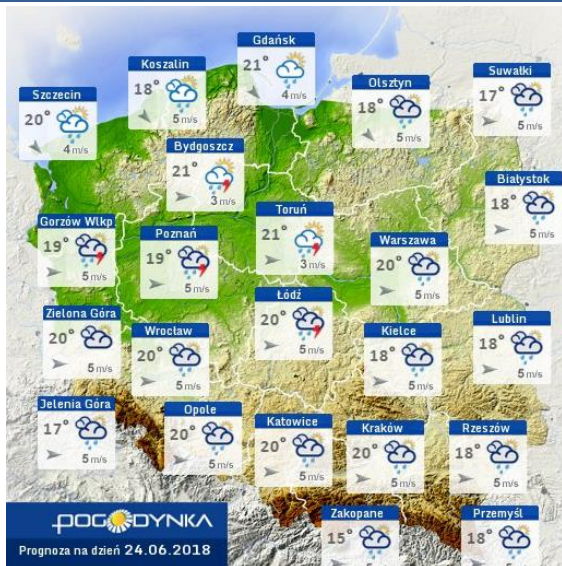 Gdańsk
21°
4 m/s
Koszalin
18°
5 m/s
Suwałki
17°
5 m/s
Olsztyn
18°
5 m/s
Szczecin
20°
4 m/s
Bydgoszcz
21°
3 m/s
Białystok
18°
5 m/s
Toruń
21°
3 m/s
Gorzów Wlkp
19°
5 m/s
Poznań
19°
5 m/s
Warszawa
20°
5 m/s
Łódź
20°
5 m/s
Zielona Góra
20°
5 m/s
Wrocław
20°
5 m/s
Kielce
18°
5 m/s
Lublin
18°
5 m/s
Jelenia Góra
17°
5 m/s
Opole
20°
5 m/s
Katowice
20°
5 m/s
Kraków
20°
5 m/s
Rzeszów
18°
5 m/s
Zakopane
15°
Przemyśl
18°
POGODYNKA
Prognoza na dzień 24.06.2018